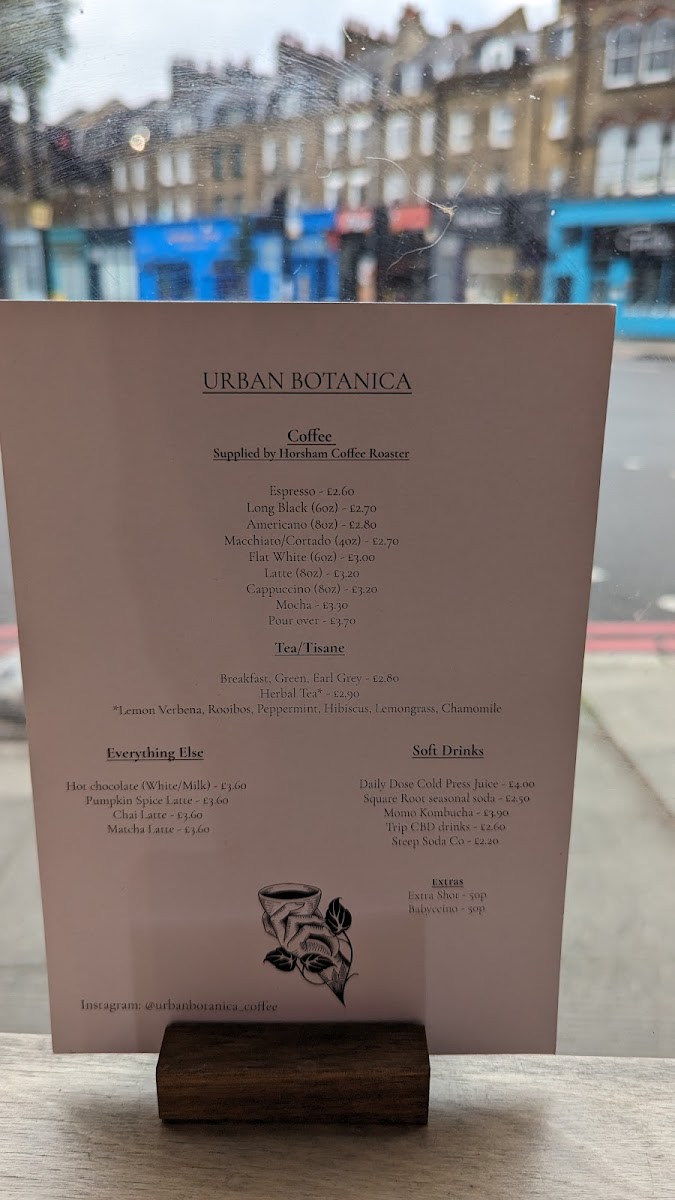 URBAN BOTANICA
Coffee
Supplied by Horsham Coffee Roaster
Espresso - £2.60
Long Black (6oz) - £2.70
Americano (8oz) - £2.80
Macchiato/Cortado (4oz) - £2.70
Flat White (6oz) - £3.00
Latte (8oz) - £3.20
Cappuccino (8oz) - £3.20
Mocha - £3.30
Pour over - £3.70
Tea/Tisane
Breakfast, Green, Earl Grey - £2.80
Herbal Tea* - £2.90
*Lemon Verbena, Rooibos, Peppermint, Hibiscus, Lemongrass, Chamomile
Everything Else
Hot chocolate (White/Milk) - £3.60
Pumpkin Spice Latte - £3.60
Chai Latte - £3.60
Matcha Latte - £3.60
Soft Drinks
Daily Dose Cold Press Juice - £4.00
Square Root seasonal soda - £2.50
Momo Kombucha - £3.90
Trip CBD drinks - £2.60
Steep Soda Co - £2.20
Extras
Extra Shot - 50p
Babyccino - 50p
Instagram: @urbanbotanica_coffee